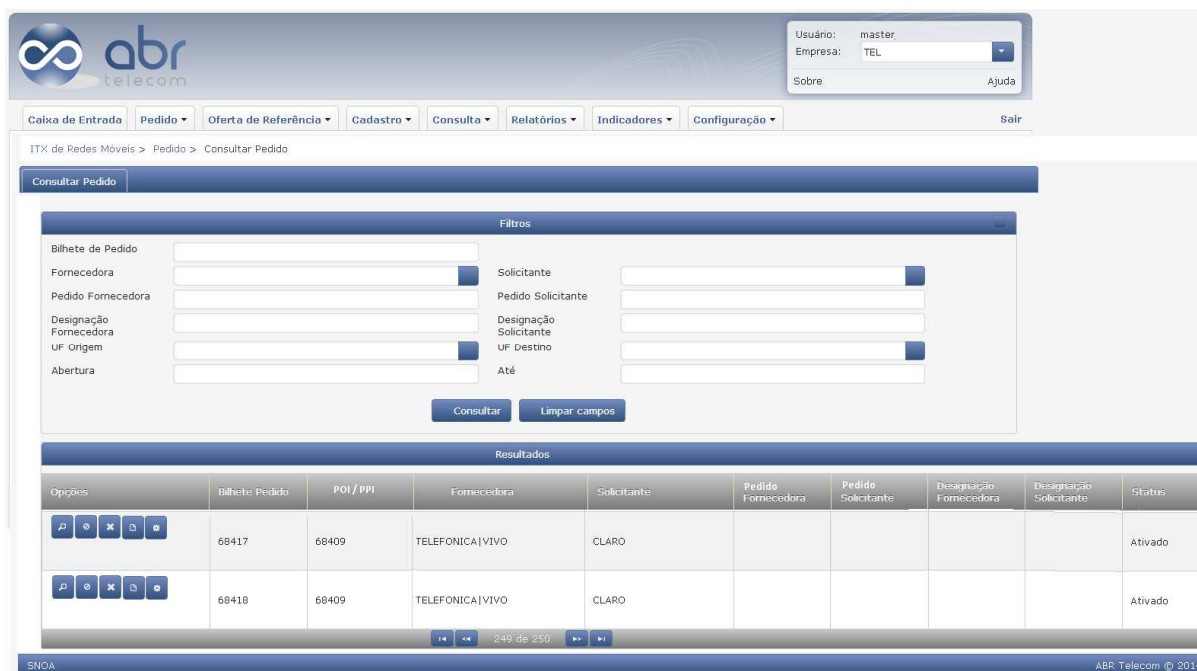 abr
telecom
Usuário: master
Empresa: TEL
Sobre Ajuda
Caixa de Entrada Pedido Oferta de Referência Cadastro Consulta Relatórios Indicadores Configuração Sair
ITX de Redes Móveis > Pedido > Consultar Pedido
Consultar Pedido
Filtros
Bilhete de Pedido
Fornecedora Solicitante
Pedido Fornecedora Pedido Solicitante
Designação Fornecedora Designação Solicitante
UF Origem UF Destino
Abertura Até
Consultar Limpar campos
Resultados
Opções Bilhete Pedido POI / PPI Fornecedora Solicitante Pedido Fornecedora Pedido Solicitante Designação Fornecedora Designação Solicitante Status
68417 68409 TELEFONICA|VIVO CLARO Ativado
68418 68409 TELEFONICA|VIVO CLARO Ativado
249 de 250
SNOA ABR Telecom © 201